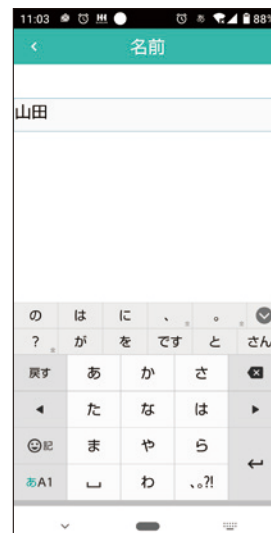 11:03 88%
名前
山田
の は に 、 。
? が を です と さん
戻す あ か さ
た な は
記 ま や ら
あA1 わ 、。?!